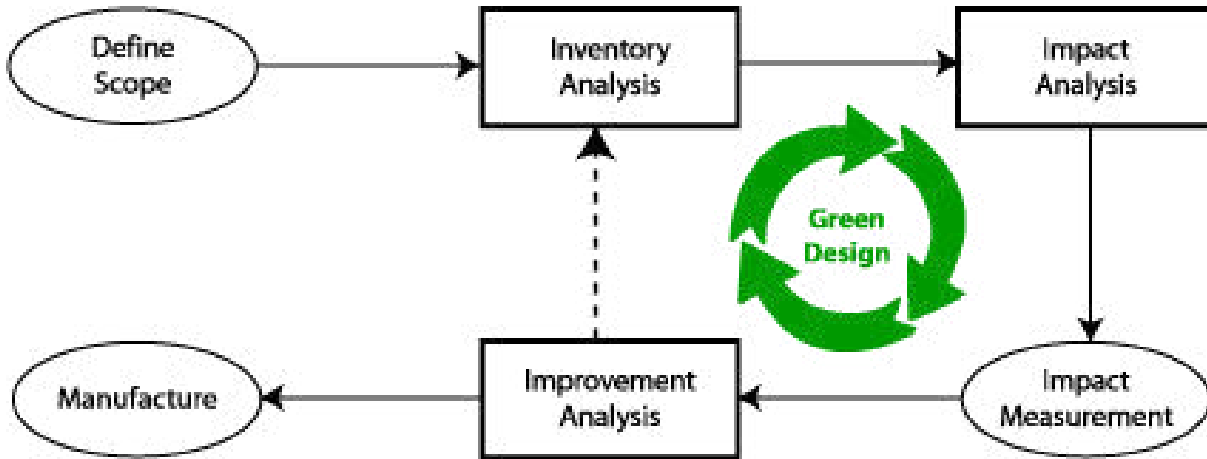 Define
Scope
Inventory
Analysis
Impact
Analysis
Green
Design
Manufacture
Improvement
Analysis
Impact
Measurement